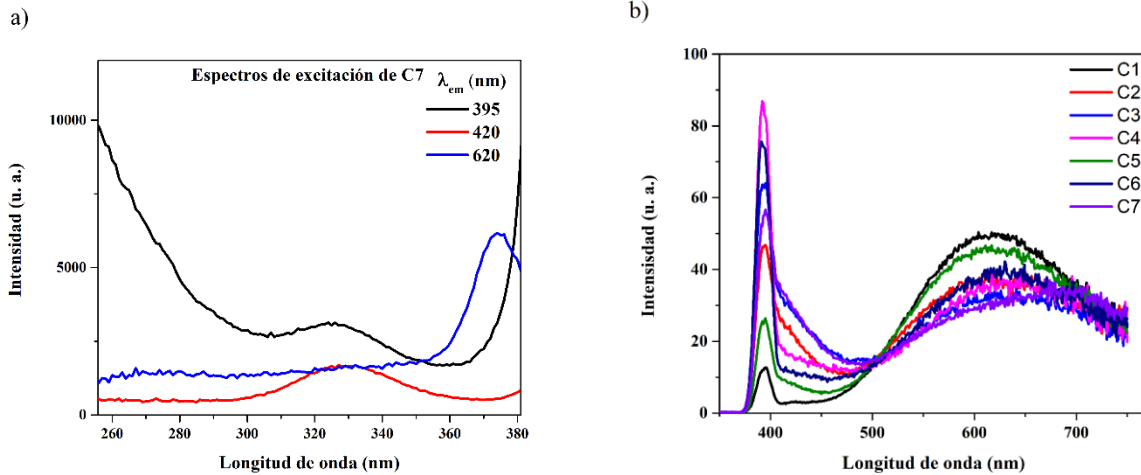 a)
Espectros de excitación de C7
λem (nm)
395
420
620
10000
5000
0
Intensidad (u. a.)
260 280 300 320 340 360 380
Longitud de onda (nm)
b)
C1
C2
C3
C4
C5
C6
C7
100
80
60
40
20
0
Intensisdad (u. a.)
400 500 600 700
Longitud de onda (nm)